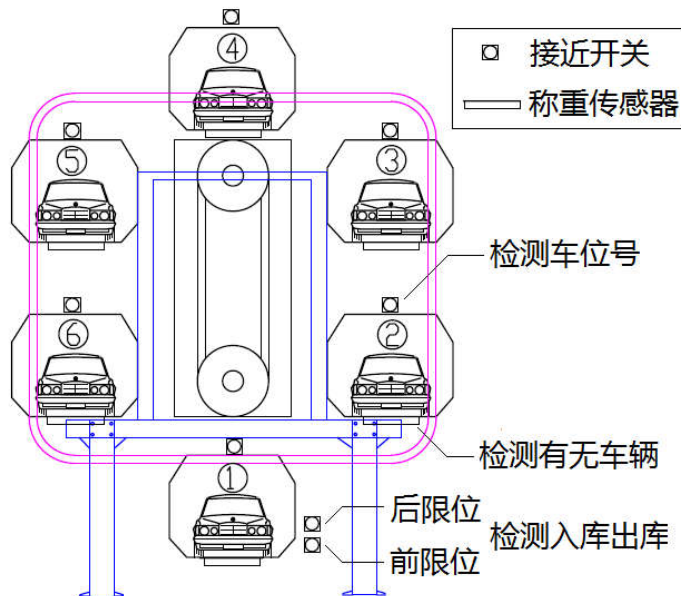 ④
接近开关
称重传感器
⑤
③
检测车位号
⑥
②
检测有无车辆
①
后限位
检测入库出库
前限位